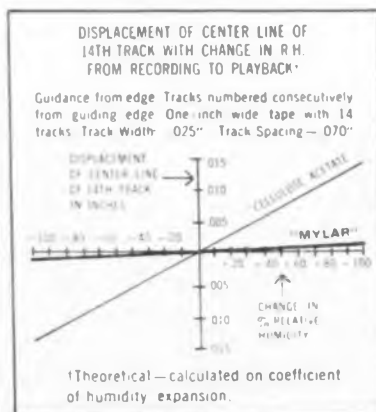 DISPLACEMENT OF CENTER LINE OF
14TH TRACK WITH CHANGE IN R.H.
FROM RECORDING TO PLAYBACK†
Guidance from edge Tracks numbered consecutively
from guiding edge One inch wide tape with 14
tracks Track Width .025" Track Spacing — .070"
DISPLACEMENT
OF CENTER LINE
OF 14TH TRACK
IN INCHES
.015
.010
.005
CELLULOSE ACETATE
"MYLAR"
-100 -80 -60 -40 -20
+20 -40 -60 -80 -100
.005
.010
.015
CHANGE IN
% RELATIVE
HUMIDITY
†Theoretical — calculated on coefficient
of humidity expansion.